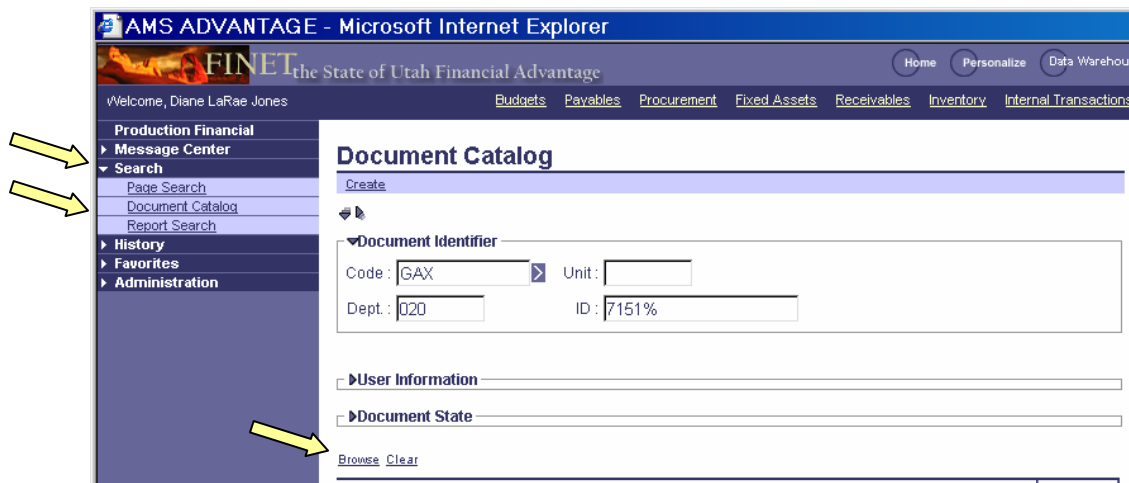 AMS ADVANTAGE - Microsoft Internet Explorer
FINET the State of Utah Financial Advantage
Home Personalize Data Warehou
Welcome, Diane LaRae Jones
Budgets Payables Procurement Fixed Assets Receivables Inventory Internal Transactions
Production Financial
Message Center
Search
Page Search
Document Catalog
Report Search
History
Favorites
Administration
Document Catalog
Create
Document Identifier
Code : GAX Unit :
Dept. : 020 ID : 7151%
User Information
Document State
Browse Clear